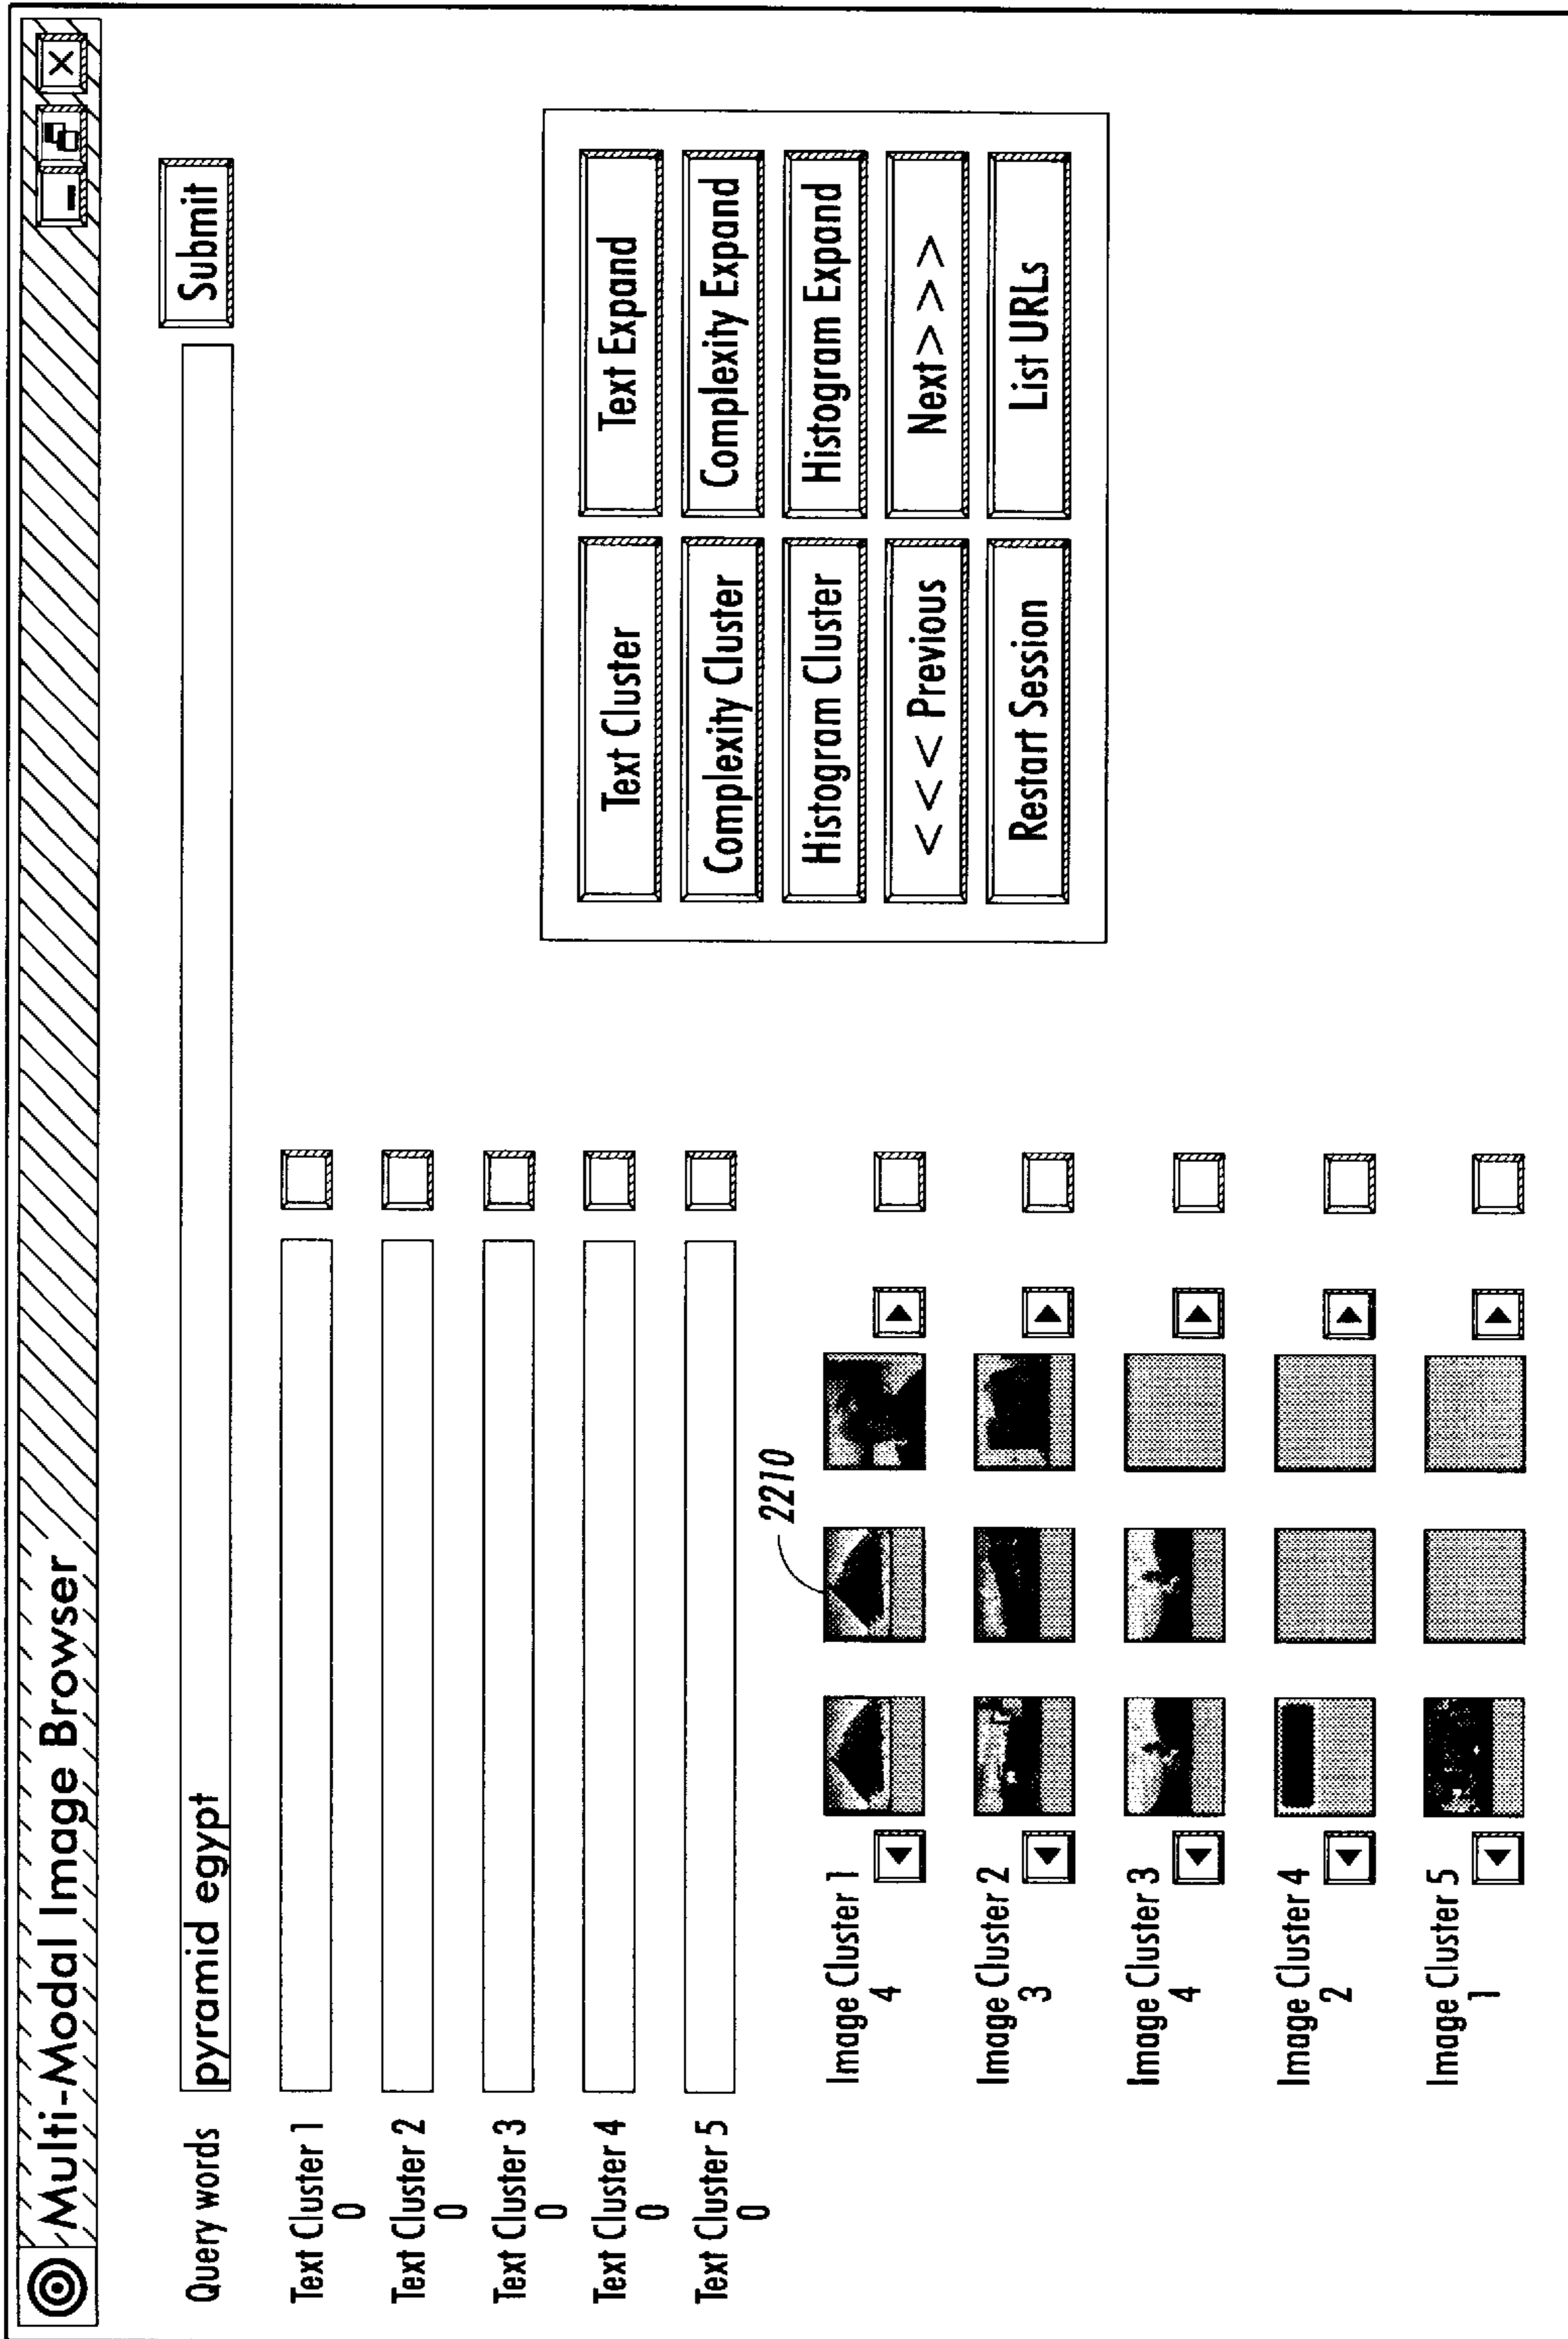 Multi-Modal Image Browser
Query words pyramid egypt Submit
Text Cluster 1
0
Text Cluster 2
0
Text Cluster 3
0
Text Cluster 4
0
Text Cluster 5
0
Text Cluster Text Expand
Complexity Cluster Complexity Expand
Histogram Cluster Histogram Expand
< < < Previous Next > > >
Restart Session List URLs
2210
Image Cluster 1
4
Image Cluster 2
3
Image Cluster 3
4
Image Cluster 4
2
Image Cluster 5
1